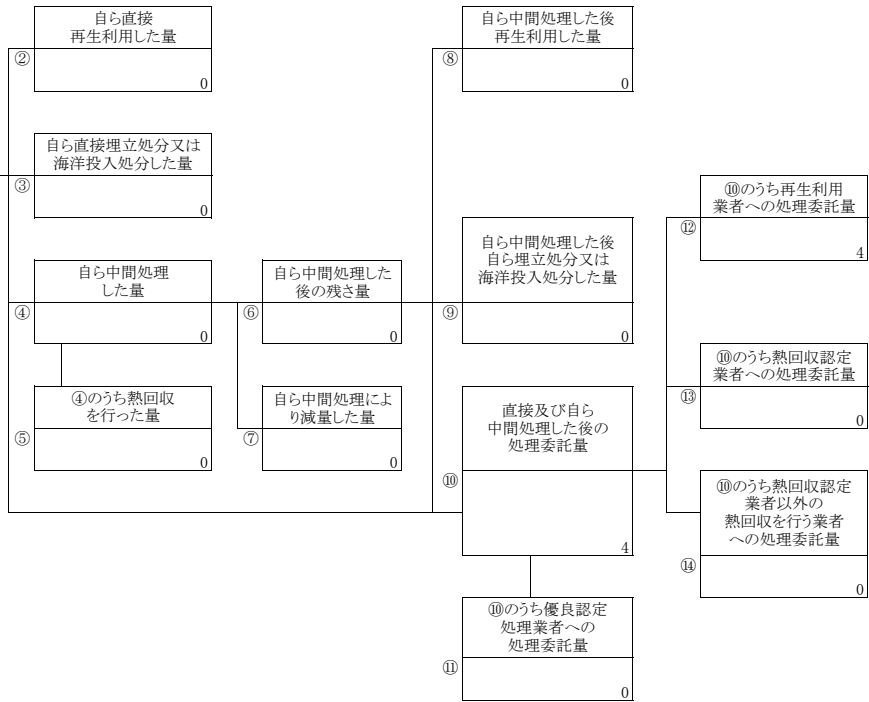 自ら直接
再生利用した量
②
0
自ら直接埋立処分又は
海洋投入処分した量
③
0
自ら中間処理
した量
④
0
④のうち熱回収
を行った量
⑤
0
自ら中間処理した
後の残さ量
⑥
0
自ら中間処理によ
り減量した量
⑦
0
自ら中間処理した後
再生利用した量
⑧
0
自ら中間処理した後
自ら埋立処分又は
海洋投入処分した量
⑨
0
直接及び自ら
中間処理した後の
処理委託量
⑩
4
⑩のうち優良認定
処理業者への
処理委託量
⑪
0
⑩のうち再生利用
業者への処理委託量
⑫
4
⑩のうち熱回収認定
業者への処理委託量
⑬
0
⑩のうち熱回収認定
業者以外の
熱回収を行う業者
への処理委託量
⑭
0